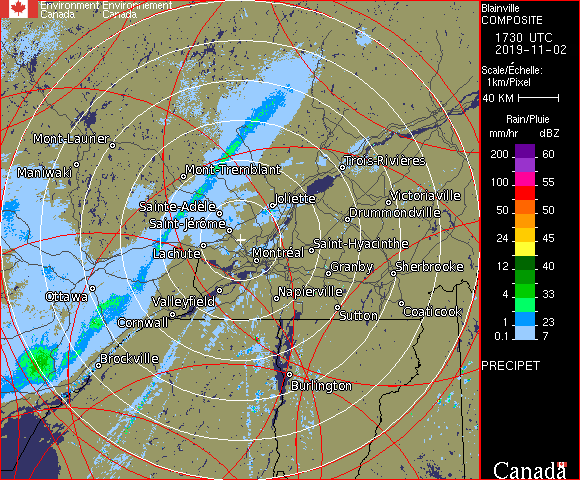 Environment Environnement
Canada Canada
Blainville
COMPOSITE
1730 UTC
2019-11-02
Scale/Échelle:
1km/Pixel
40 KM
Rain/Pluie
mm/hr dBZ
200 60
100 55
50 50
24 45
12 40
4 33
1 23
0.1 7
PRECIPET
Canada
Mont-Laurier
Maniwaki
Mont-Tremblant
Trois-Rivières
Sainte-Adèle
Joliette
Victoriaville
Drummondville
Saint-Jérôme
Lachute
Montréal
Saint-Hyacinthe
Granby
Sherbrooke
Ottawa
Valleyfield
Napierville
Cornwall
Sutton
Coaticook
Brockville
Burlington